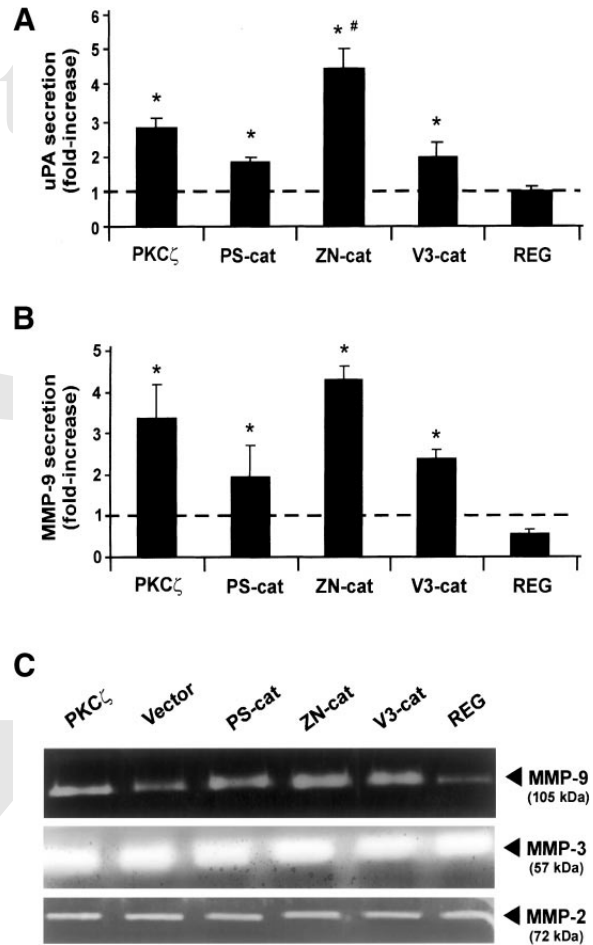 A
uPA secretion
(fold-increase)
6
5
4
3
2
1
0
*
*
* #
*
PKCζ PS-cat ZN-cat V3-cat REG
B
MMP-9 secretion
(fold-increase)
5
4
3
2
1
0
*
*
*
*
PKCζ PS-cat ZN-cat V3-cat REG
C
PKCζ Vector PS-cat ZN-cat V3-cat REG
MMP-9
(105 kDa)
MMP-3
(57 kDa)
MMP-2
(72 kDa)